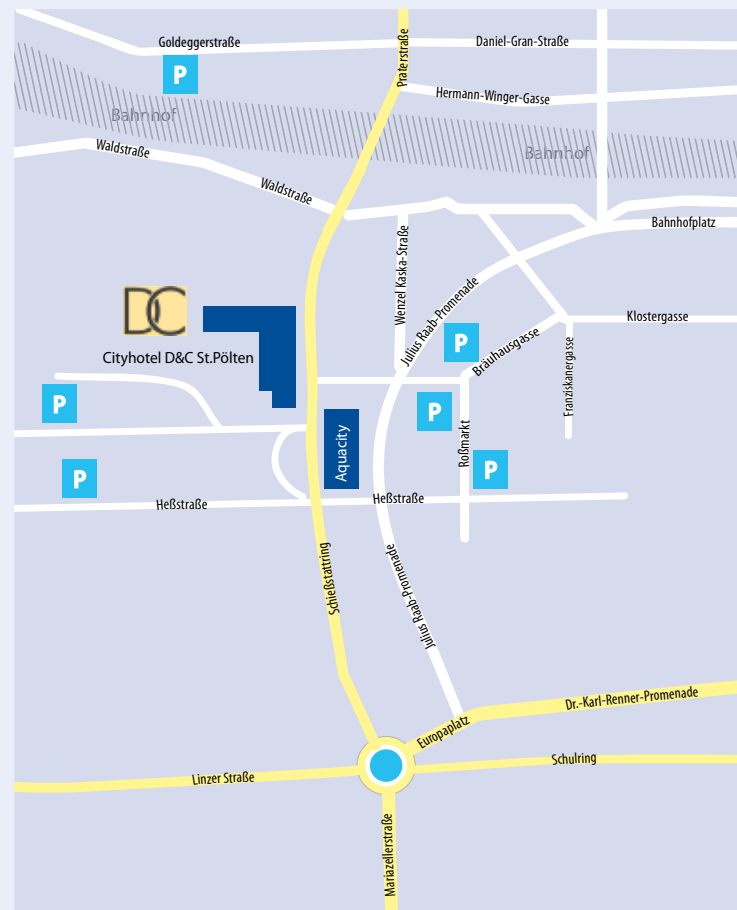 Goldeggerstraße
Praterstraße
Daniel-Gran-Straße
P
Hermann-Winger-Gasse
Bahnhof
Bahnhof
Waldstraße
Waldstraße
Bahnhofplatz
Wenzel Kaska-Straße
Julius Raab-Promenade
DC
Cityhotel D&C St.Pölten
Klostergasse
P
Bräuhausgasse
Franziskanergasse
P
P
Roßmarkt
Aquacity
P
P
Heßstraße
Heßstraße
Schießstattring
Julius Raab-Promenade
Dr.-Karl-Renner-Promenade
Europaplatz
Schulring
Linzer Straße
Mariazellerstraße